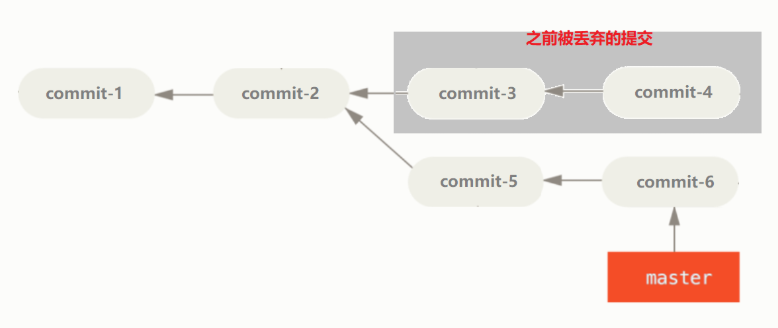 之前被丢弃的提交
commit-1
commit-2
commit-3
commit-4
commit-5
commit-6
master